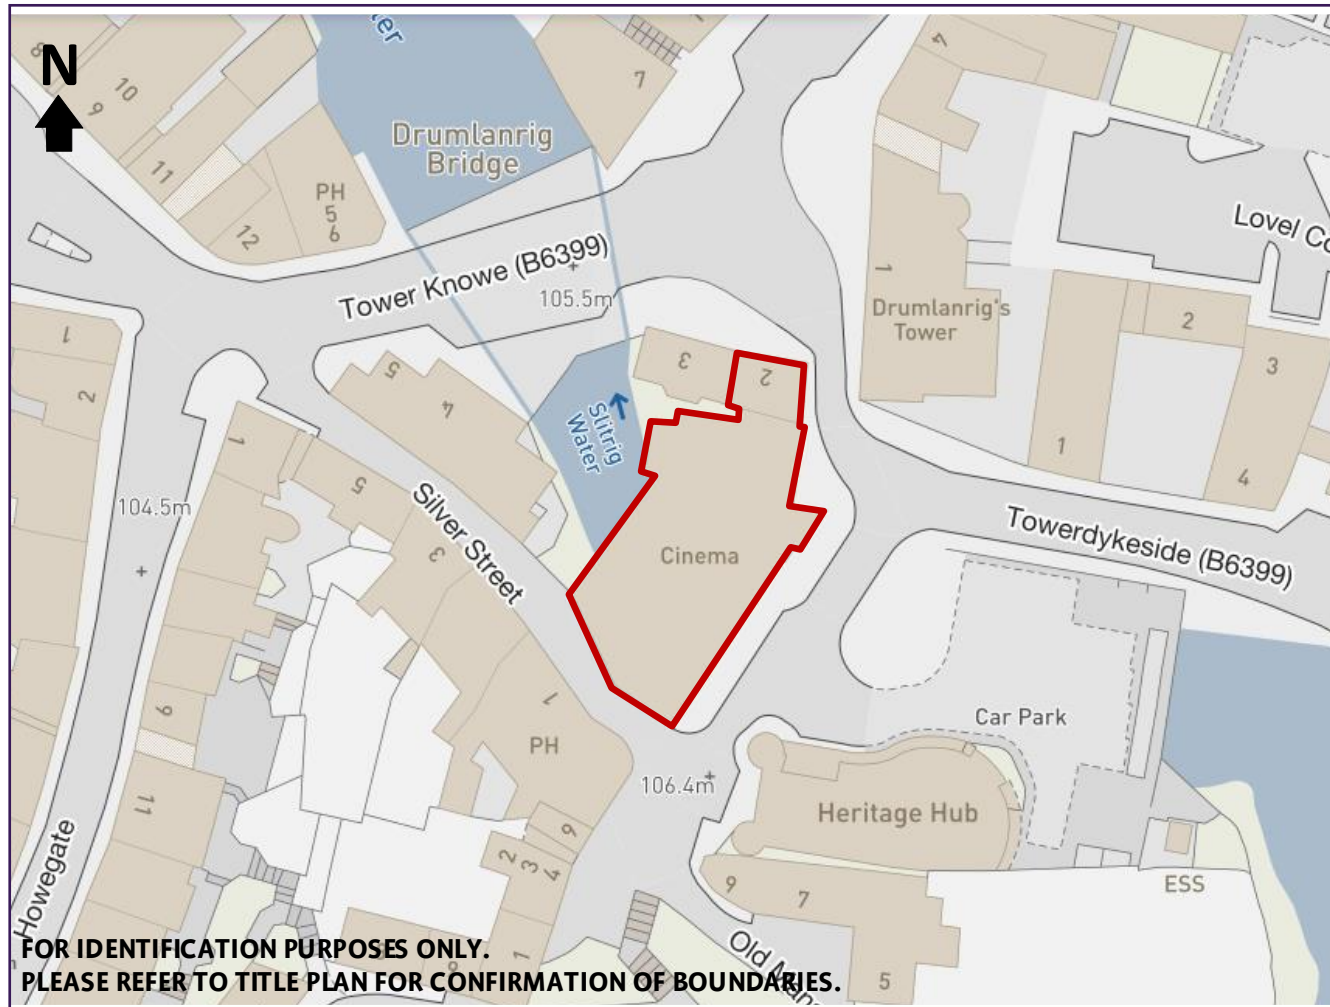 N
8
10
9
11
12
PH
5
6
Drumlanrig
Bridge
7
4
Tower Knowe (B6399)
105.5m
1
Drumlanrig's
Tower
2
3
1
4
1
2
5
4
3
2
Slitrig
Water
Cinema
Silver Street
104.5m
1
5
3
9
11
7
PH
Towerdykeside (B6399)
Car Park
106.4m
Heritage Hub
ESS
9
7
5
2
3
4
6
1
Howegate
FOR IDENTIFICATION PURPOSES ONLY.
PLEASE REFER TO TITLE PLAN FOR CONFIRMATION OF BOUNDARIES.
Old
Lovel